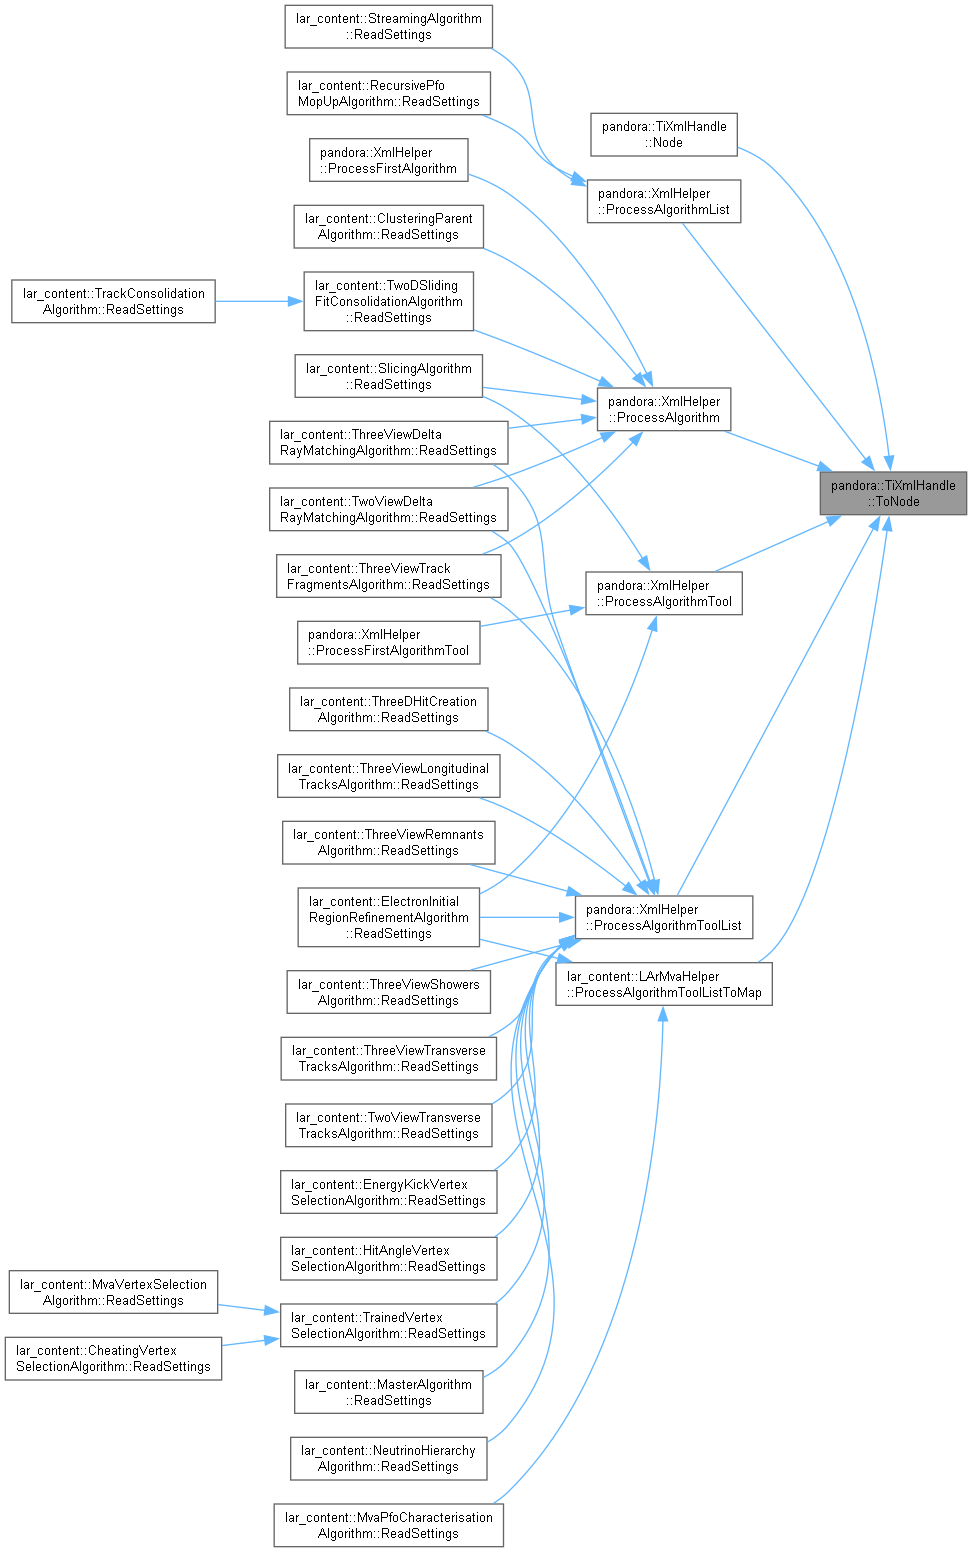 lar_content::StreamingAlgorithm
::ReadSettings
lar_content::RecursivePfo
MopUpAlgorithm::ReadSettings
pandora::TiXmlHandle
::Node
pandora::XmlHelper
::ProcessFirstAlgorithm
pandora::XmlHelper
::ProcessAlgorithmList
lar_content::ClusteringParent
Algorithm::ReadSettings
lar_content::TrackConsolidation
Algorithm::ReadSettings
lar_content::TwoDSliding
FitConsolidationAlgorithm
::ReadSettings
lar_content::SlicingAlgorithm
::ReadSettings
pandora::XmlHelper
::ProcessAlgorithm
lar_content::ThreeViewDelta
RayMatchingAlgorithm::ReadSettings
pandora::TiXmlHandle
::ToNode
lar_content::TwoViewDelta
RayMatchingAlgorithm::ReadSettings
lar_content::ThreeViewTrack
FragmentsAlgorithm::ReadSettings
pandora::XmlHelper
::ProcessAlgorithmTool
pandora::XmlHelper
::ProcessFirstAlgorithmTool
lar_content::ThreeDHitCreation
Algorithm::ReadSettings
lar_content::ThreeViewLongitudinal
TracksAlgorithm::ReadSettings
lar_content::ThreeViewRemnants
Algorithm::ReadSettings
lar_content::ElectronInitial
RegionRefinementAlgorithm
::ReadSettings
pandora::XmlHelper
::ProcessAlgorithmToolList
lar_content::ThreeViewShowers
Algorithm::ReadSettings
lar_content::LArMvaHelper
::ProcessAlgorithmToolListToMap
lar_content::ThreeViewTransverse
TracksAlgorithm::ReadSettings
lar_content::TwoViewTransverse
TracksAlgorithm::ReadSettings
lar_content::EnergyKickVertex
SelectionAlgorithm::ReadSettings
lar_content::HitAngleVertex
SelectionAlgorithm::ReadSettings
lar_content::MvaVertexSelection
Algorithm::ReadSettings
lar_content::TrainedVertex
SelectionAlgorithm::ReadSettings
lar_content::CheatingVertex
SelectionAlgorithm::ReadSettings
lar_content::MasterAlgorithm
::ReadSettings
lar_content::NeutrinoHierarchy
Algorithm::ReadSettings
lar_content::MvaPfoCharacterisation
Algorithm::ReadSettings